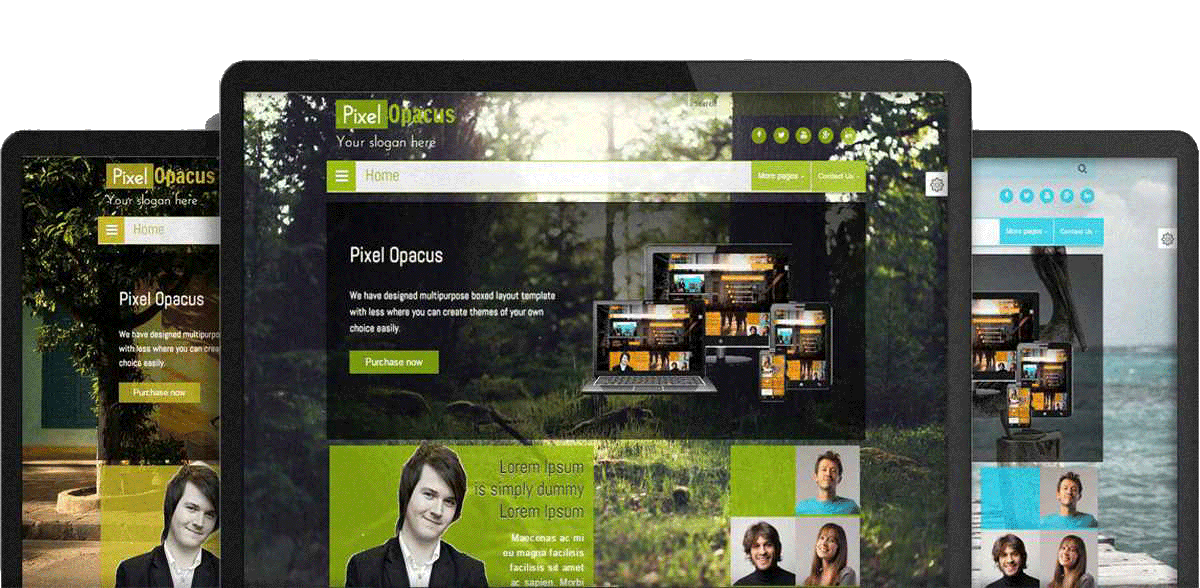 Pixel Opacus
Your slogan here
Home
Pixel Opacus
We have designed multipurpo
with less where you can crea
choice easily.
Purchase now
Search
Pixel Opacus
Your slogan here
Home
More pages
Contact Us
Pixel Opacus
We have designed multipurpose boxed layout template
with less where you can create themes of your own
choice easily.
Purchase now
Lorem Ipsum
is simply dummy
Lorem Ipsum
Maecenas ac mi
eu magna facilisis
facilisis sit amet
ac sapien. Morbi
More pages
Contact Us